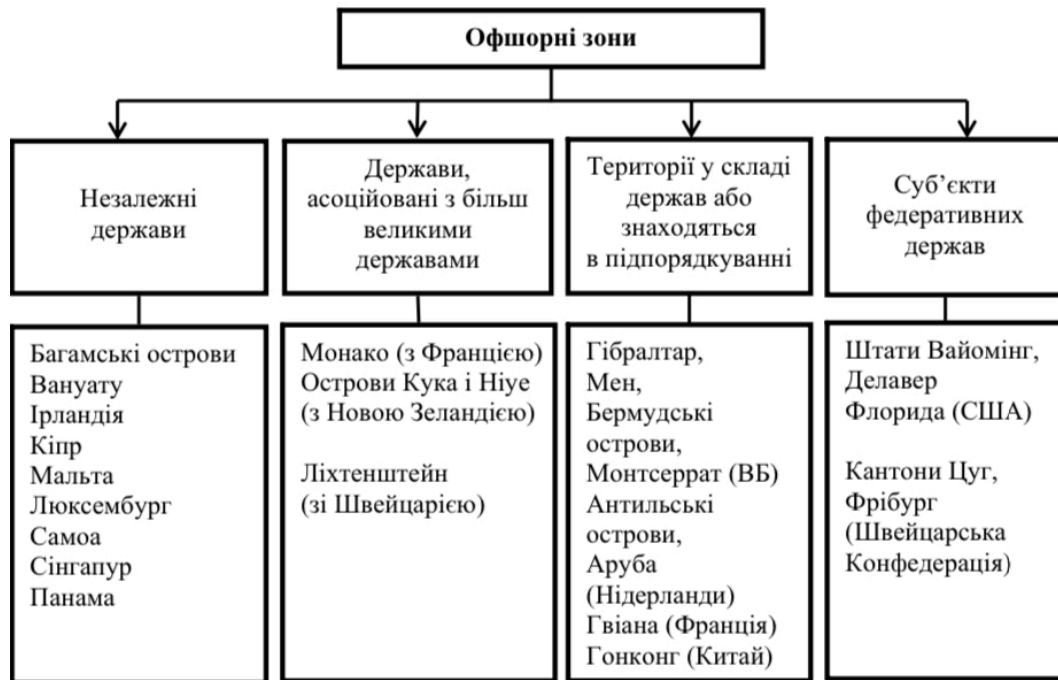 Офшорні зони
Незалежні
держави
Держави,
асоційовані з більш
великими
державами
Території у складі
держав або
знаходяться
в підпорядкуванні
Суб’єкти
федеративних
держав
Багамські острови
Вануату
Ірландія
Кіпр
Мальта
Люксембург
Самоа
Сінгапур
Панама
Монако (з Францією)
Острови Кука і Ніуе
(з Новою Зеландією)
Ліхтенштейн
(зі Швейцарією)
Гібралтар,
Мен,
Бермудські
острови,
Монтсеррат (ВБ)
Антильські
острови,
Аруба
(Нідерланди)
Гвіана (Франція)
Гонконг (Китай)
Штати Вайомінг,
Делавер
Флорида (США)
Кантони Цуг,
Фрібург
(Швейцарська
Конфедерація)